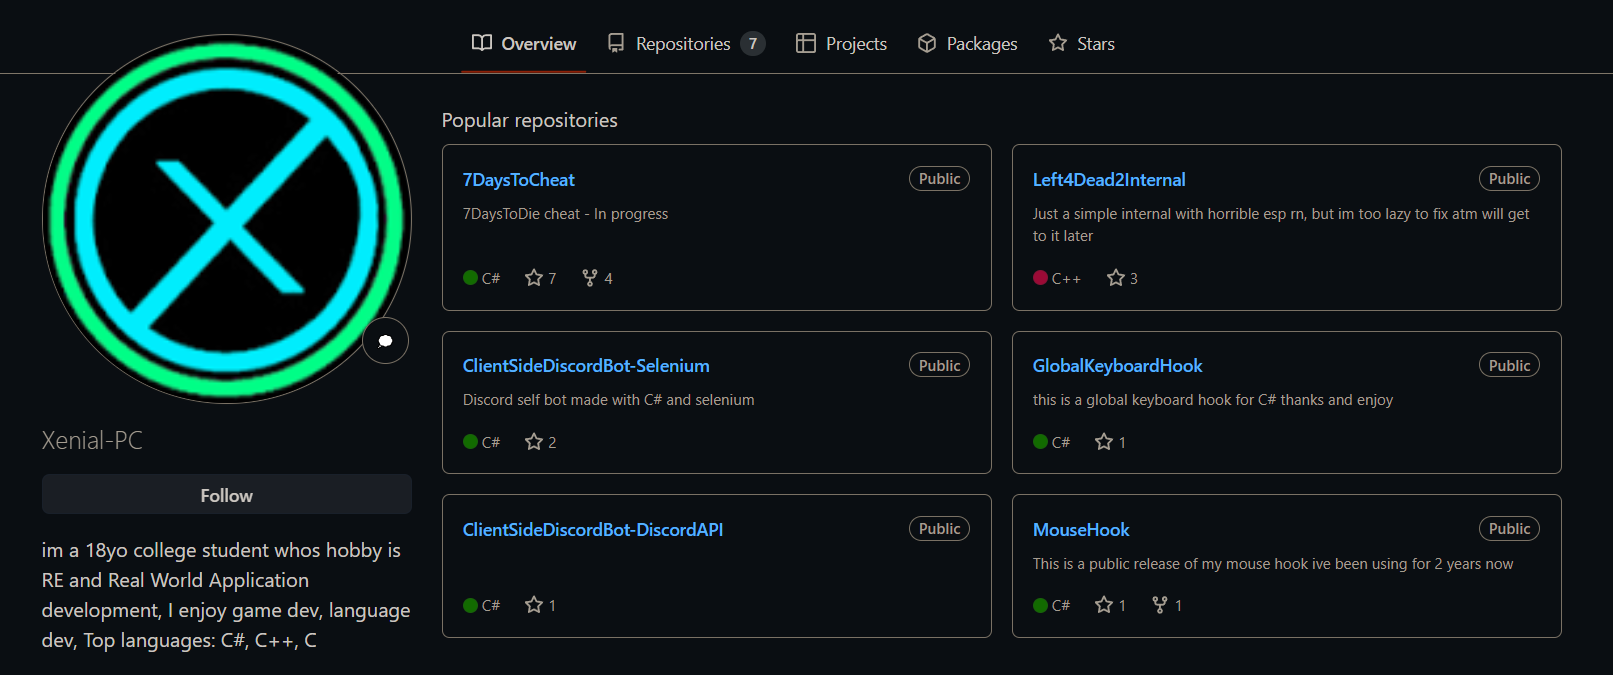 Overview Repositories 7 Projects Packages Stars
Xenial-PC
Follow
im a 18yo college student whos hobby is
RE and Real World Application
development, I enjoy game dev, language
dev, Top languages: C#, C++, C
Popular repositories
7DaysToCheat Public
7DaysToDie cheat - In progress
C# 7 4
Left4Dead2Internal Public
Just a simple internal with horrible esp rn, but im too lazy to fix atm will get
to it later
C++ 3
ClientSideDiscordBot-Selenium Public
Discord self bot made with C# and selenium
C# 2
GlobalKeyboardHook Public
this is a global keyboard hook for C# thanks and enjoy
C# 1
ClientSideDiscordBot-DiscordAPI Public
C# 1
MouseHook Public
This is a public release of my mouse hook ive been using for 2 years now
C# 1 1